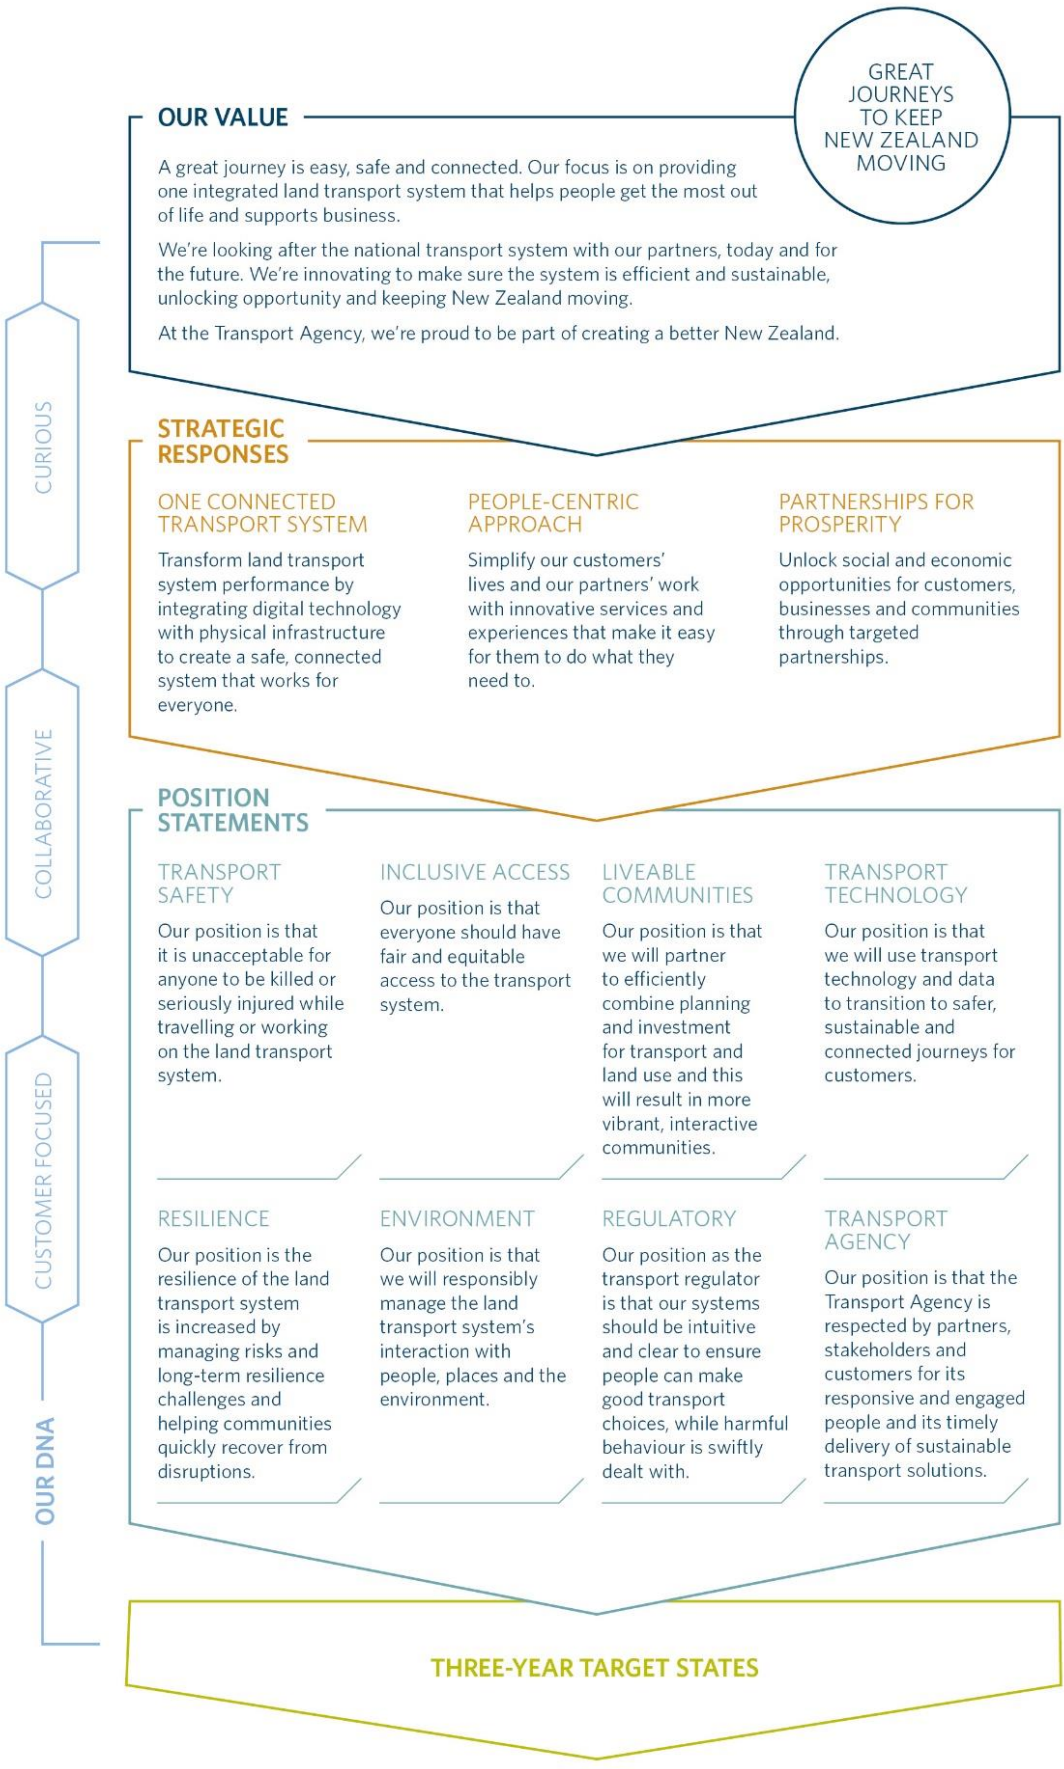 GREAT
JOURNEYS
TO KEEP
NEW ZEALAND
MOVING
OUR VALUE
A great journey is easy, safe and connected. Our focus is on providing
one integrated land transport system that helps people get the most out
of life and supports business.
We're looking after the national transport system with our partners, today and for
the future. We're innovating to make sure the system is efficient and sustainable,
unlocking opportunity and keeping New Zealand moving.
At the Transport Agency, we're proud to be part of creating a better New Zealand.
STRATEGIC
RESPONSES
ONE CONNECTED
TRANSPORT SYSTEM
Transform land transport
system performance by
integrating digital technology
with physical infrastructure
to create a safe, connected
system that works for
everyone.
PEOPLE-CENTRIC
APPROACH
Simplify our customers'
lives and our partners' work
with innovative services and
experiences that make it easy
for them to do what they
need to.
PARTNERSHIPS FOR
PROSPERITY
Unlock social and economic
opportunities for customers,
businesses and communities
through targeted
partnerships.
POSITION
STATEMENTS
TRANSPORT
SAFETY
Our position is that
it is unacceptable for
anyone to be killed or
seriously injured while
travelling or working
on the land transport
system.
INCLUSIVE ACCESS
Our position is that
everyone should have
fair and equitable
access to the transport
system.
LIVEABLE
COMMUNITIES
Our position is that
we will partner
to efficiently
combine planning
and investment
for transport and
land use and this
will result in more
vibrant, interactive
communities.
TRANSPORT
TECHNOLOGY
Our position is that
we will use transport
technology and data
to transition to safer,
sustainable and
connected journeys for
customers.
RESILIENCE
Our position is the
resilience of the land
transport system
is increased by
managing risks and
long-term resilience
challenges and
helping communities
quickly recover from
disruptions.
ENVIRONMENT
Our position is that
we will responsibly
manage the land
transport system's
interaction with
people, places and the
environment.
REGULATORY
Our position as the
transport regulator
is that our systems
should be intuitive
and clear to ensure
people can make
good transport
choices, while harmful
behaviour is swiftly
dealt with.
TRANSPORT
AGENCY
Our position is that the
Transport Agency is
respected by partners,
stakeholders and
customers for its
responsive and engaged
people and its timely
delivery of sustainable
transport solutions.
THREE-YEAR TARGET STATES
CURIOUS
COLLABORATIVE
CUSTOMER FOCUSED
OUR DNA